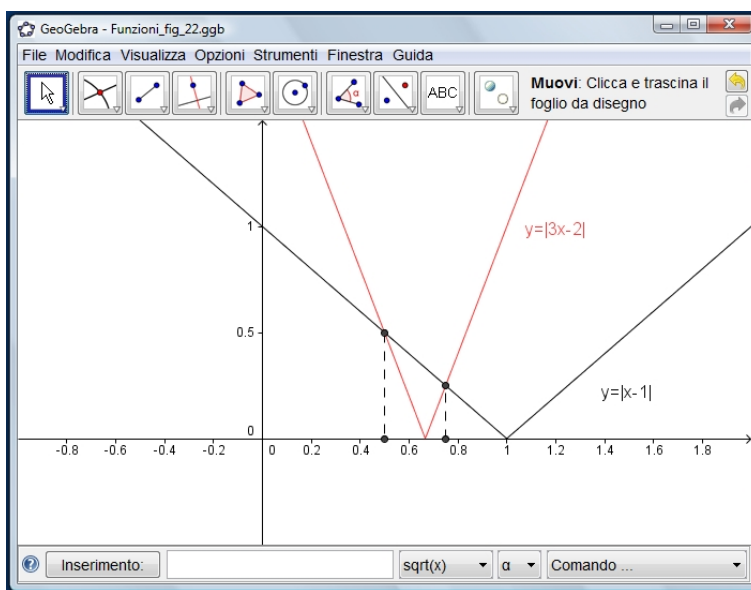 GeoGebra - Funzioni_fig_22.ggb
File Modifica Visualizza Opzioni Strumenti Finestra Guida
ABC
α
Muovi: Clicca e trascina il
foglio da disegno
1
y=|3x-2|
0.5
y=|x-1|
0
-0.8 -0.6 -0.4 -0.2 0 0.2 0.4 0.6 0.8 1 1.2 1.4 1.6 1.8
Inserimento: sqrt(x) α Comando ...